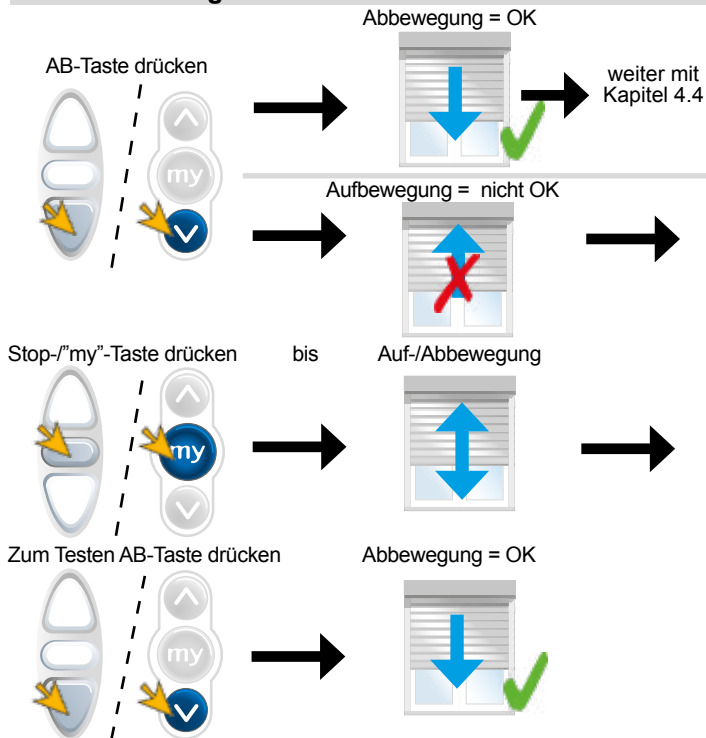 Abbewegung = OK
AB-Taste drücken
weiter mit
Kapitel 4.4
my
Aufbewegung = nicht OK
Stop-/"my"-Taste drücken bis Auf-/Abbewegung
my
Zum Testen AB-Taste drücken Abbewegung = OK
my